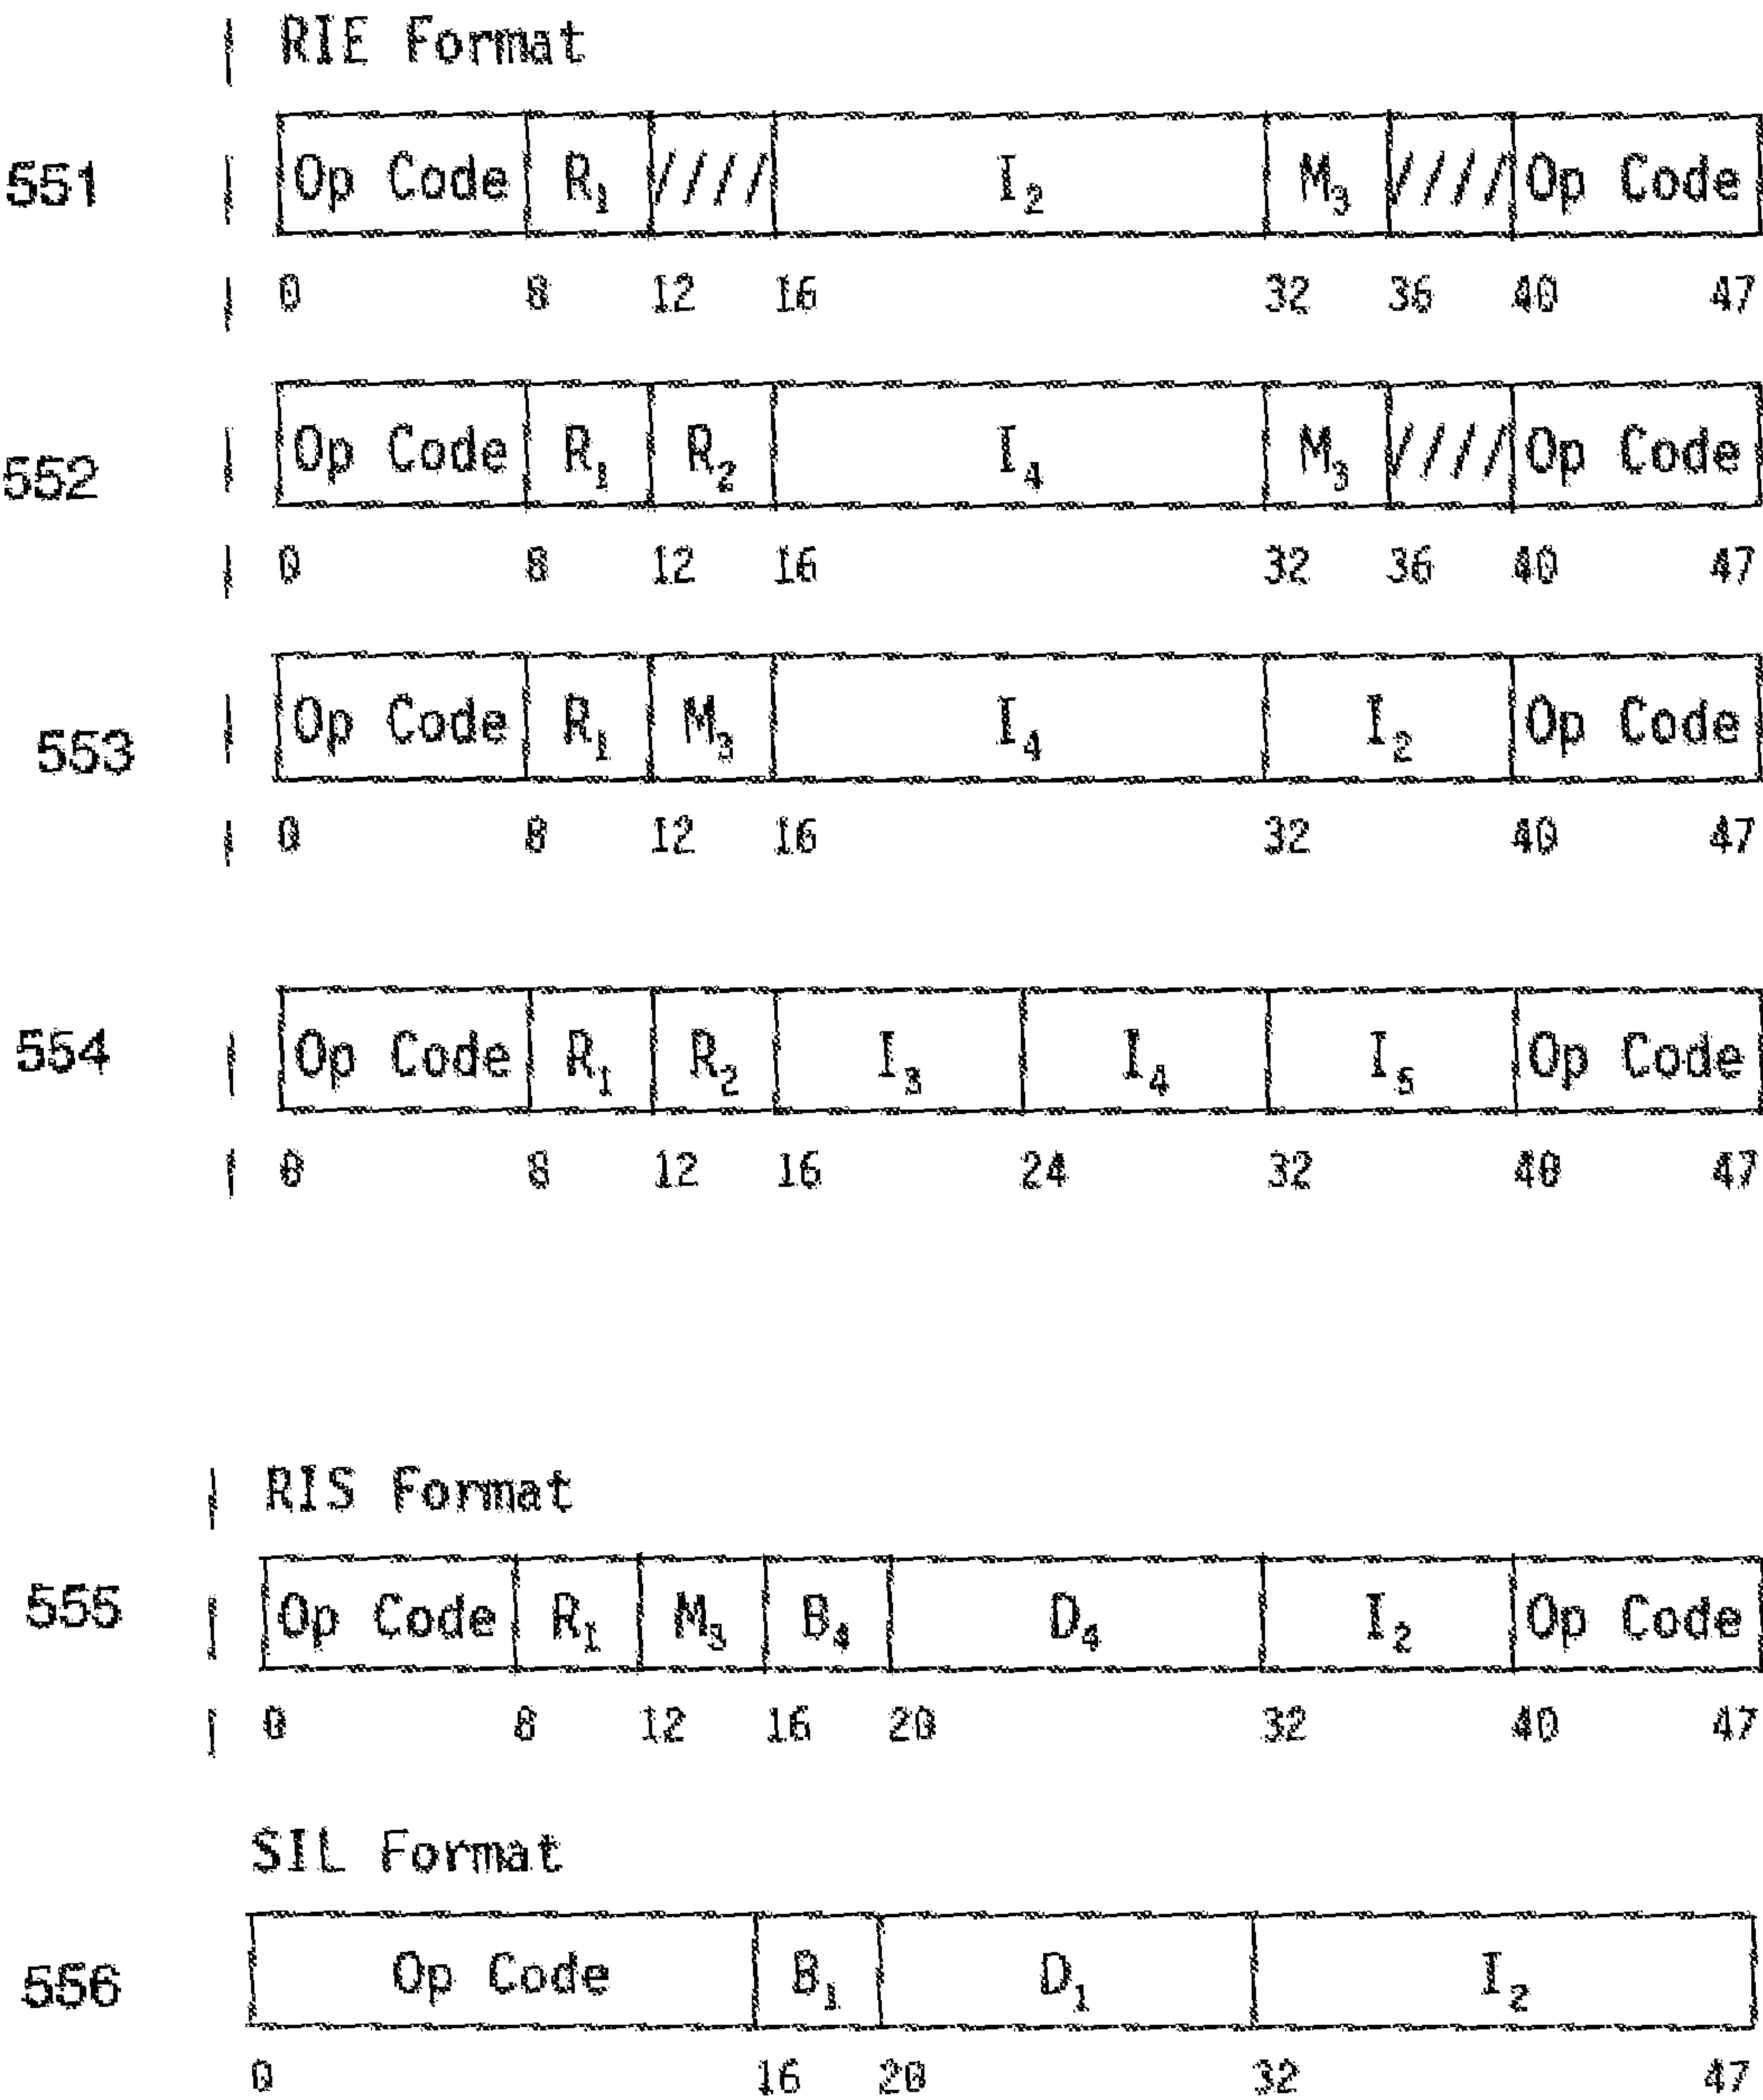 RIE Format
551 Op Code R₁ //// I₂ M₃ //// Op Code
0 8 12 16 32 36 40 47
552 Op Code R₁ R₂ I₄ M₃ //// Op Code
0 8 12 16 32 36 40 47
553 Op Code R₁ M₃ I₄ I₂ Op Code
0 8 12 16 32 40 47
554 Op Code R₁ R₂ I₃ I₄ I₅ Op Code
0 8 12 16 24 32 40 47
RIS Format
555 Op Code R₁ M₃ B₄ D₄ I₂ Op Code
0 8 12 16 20 32 40 47
SIL Format
556 Op Code B₁ D₁ I₂
0 16 20 32 47